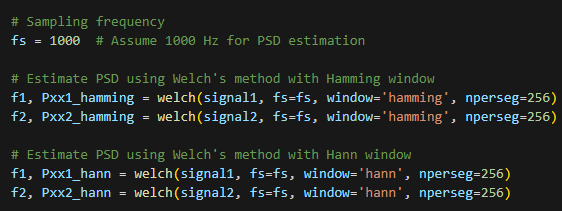 # Sampling frequency
fs = 1000  # Assume 1000 Hz for PSD estimation
# Estimate PSD using Welch's method with Hamming window
f1, Pxx1_hamming = welch(signal1, fs=fs, window='hamming', nperseg=256)
f2, Pxx2_hamming = welch(signal2, fs=fs, window='hamming', nperseg=256)
# Estimate PSD using Welch's method with Hann window
f1, Pxx1_hann = welch(signal1, fs=fs, window='hann', nperseg=256)
f2, Pxx2_hann = welch(signal2, fs=fs, window='hann', nperseg=256)